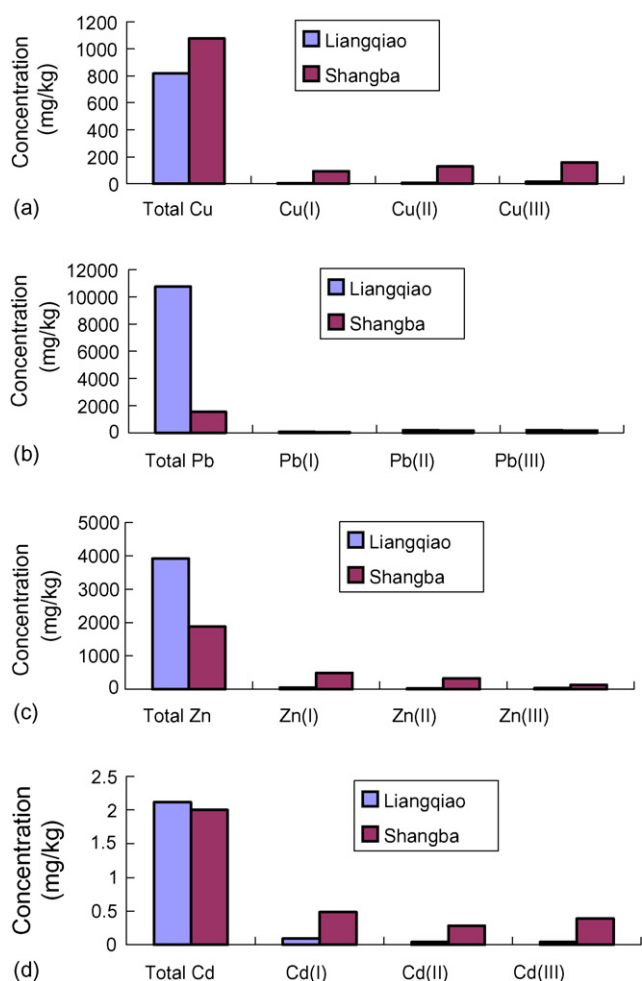 1200
1000
800
600
400
200
0
Concentration
(mg/kg)
Liangqiao
Shangba
(a)
Total Cu Cu(I) Cu(II) Cu(III)
12000
10000
8000
6000
4000
2000
0
Concentration
(mg/kg)
Liangqiao
Shangba
(b)
Total Pb Pb(I) Pb(II) Pb(III)
5000
4000
3000
2000
1000
0
Concentration
(mg/kg)
Liangqiao
Shangba
(c)
Total Zn Zn(I) Zn(II) Zn(III)
2.5
2
1.5
1
0.5
0
Concentration
(mg/kg)
Liangqiao
Shangba
(d)
Total Cd Cd(I) Cd(II) Cd(III)